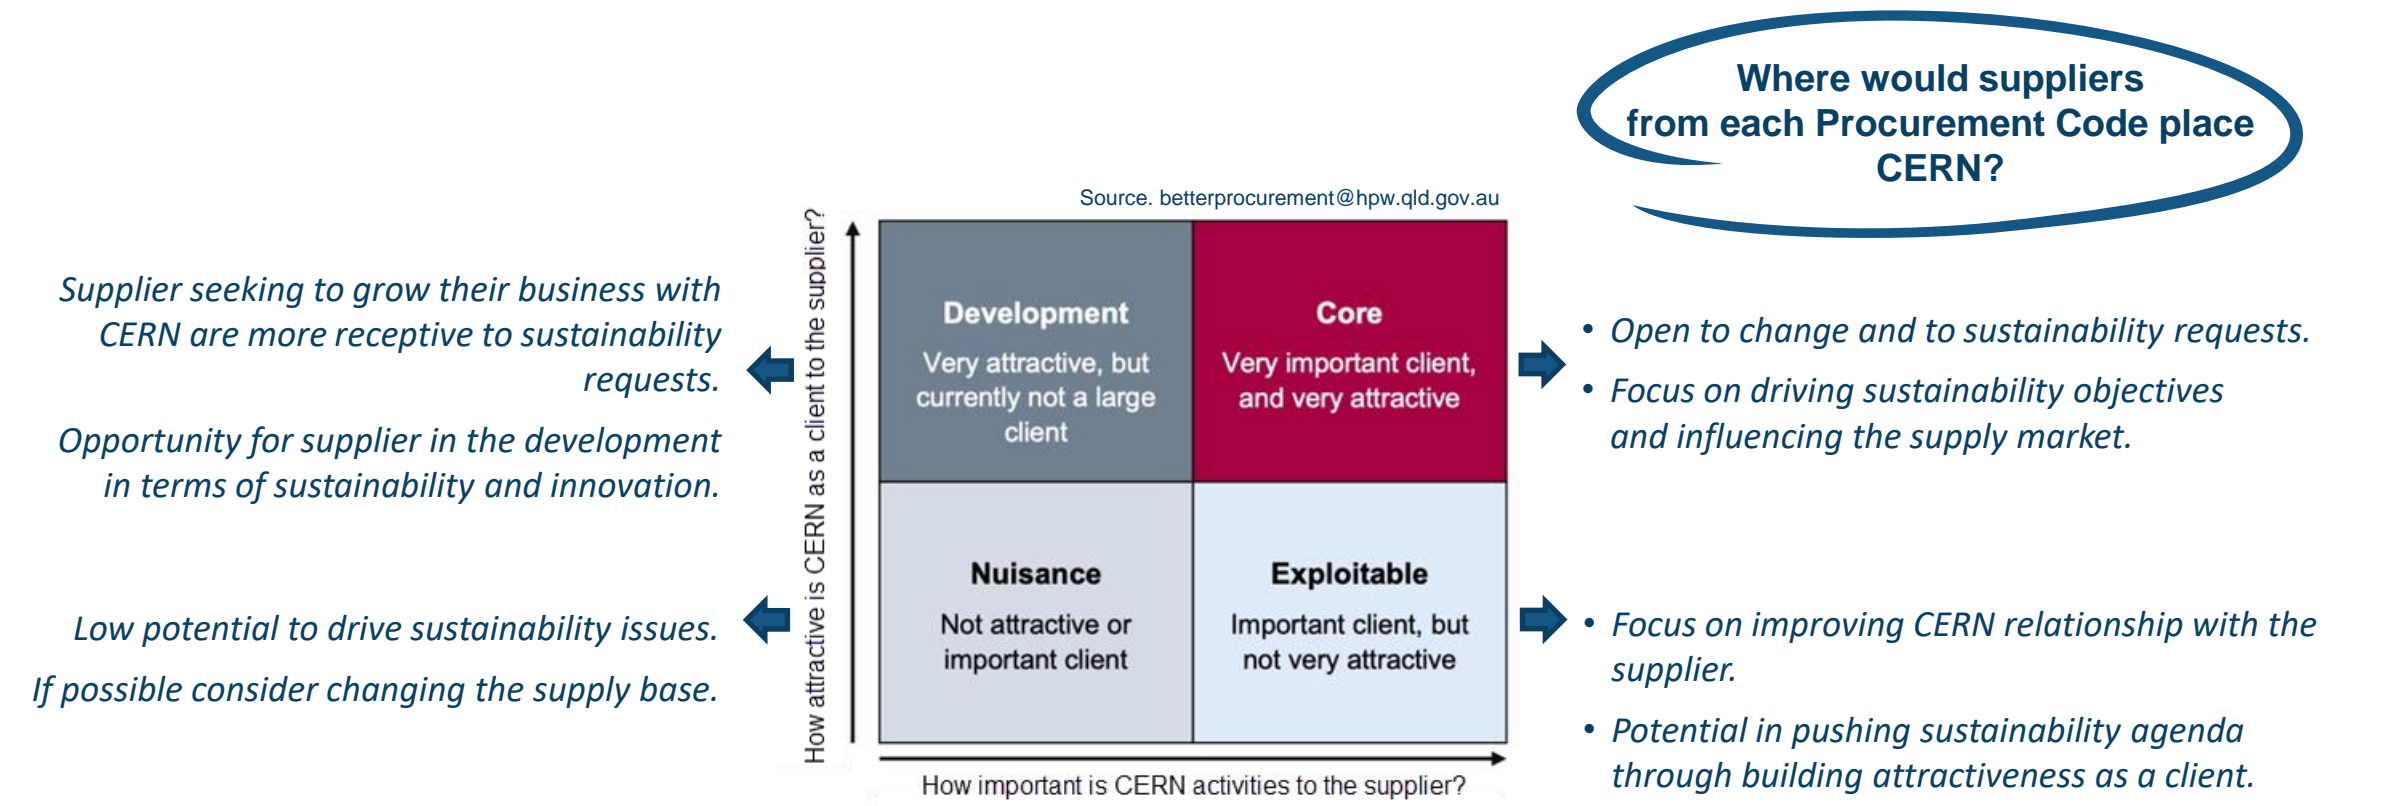 Where would suppliers
from each Procurement Code place
CERN?
Source. betterprocurement@hpw.qld.gov.au
Supplier seeking to grow their business with
CERN are more receptive to sustainability
requests.
Opportunity for supplier in the development
in terms of sustainability and innovation.
Low potential to drive sustainability issues.
If possible consider changing the supply base.
How attractive is CERN as a client to the supplier?
Development
Very attractive, but
currently not a large
client
Core
Very important client,
and very attractive
Nuisance
Not attractive or
important client
Exploitable
Important client, but
not very attractive
How important is CERN activities to the supplier?
• Open to change and to sustainability requests.
• Focus on driving sustainability objectives
and influencing the supply market.
• Focus on improving CERN relationship with the
supplier.
• Potential in pushing sustainability agenda
through building attractiveness as a client.